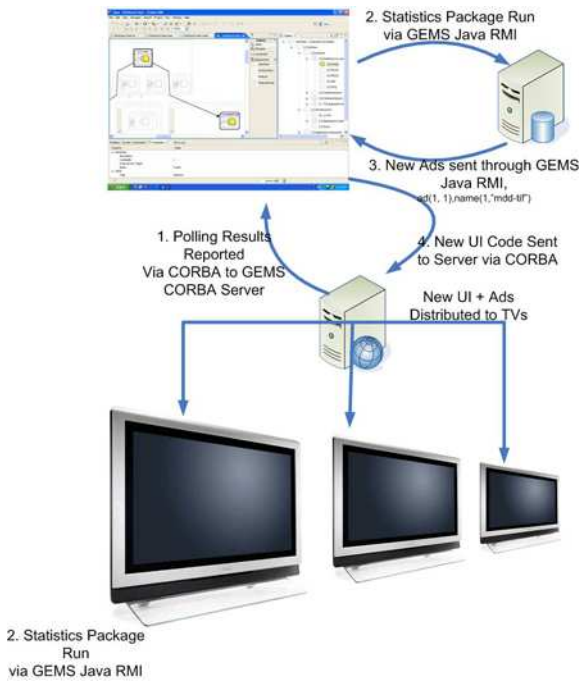 2. Statistics Package Run
via GEMS Java RMI
3. New Ads sent through GEMS
Java RMI,
ad(1, 1),name(1,"mdd-tif")
1. Polling Results
Reported
Via CORBA to GEMS
CORBA Server
4. New UI Code Sent
to Server via CORBA
New UI + Ads
Distributed to TVs
2. Statistics Package
Run
via GEMS Java RMI